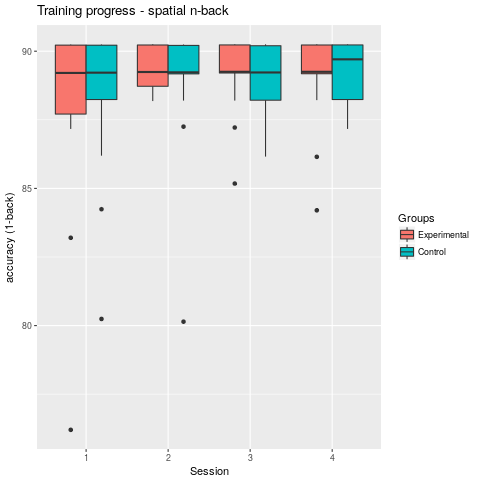 Training progress - spatial n-back
accuracy (1-back)
90
85
80
1
2
3
4
Session
Groups
Experimental
Control